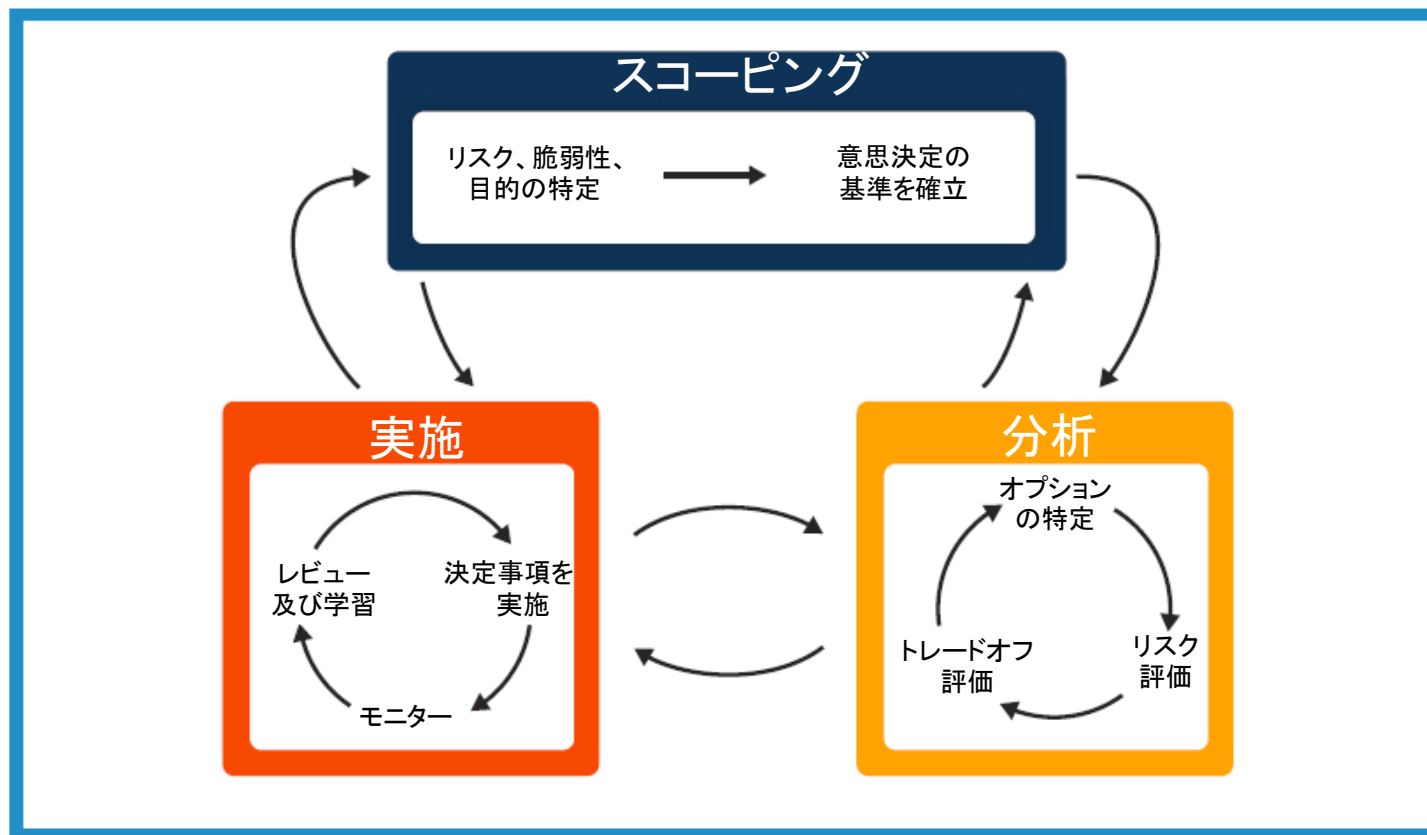 スコーピング
リスク、脆弱性、
目的の特定
意思決定の
基準を確立
実施
レビュー
及び学習
決定事項を
実施
モニター
分析
オプション
の特定
リスク
評価
トレードオフ
評価